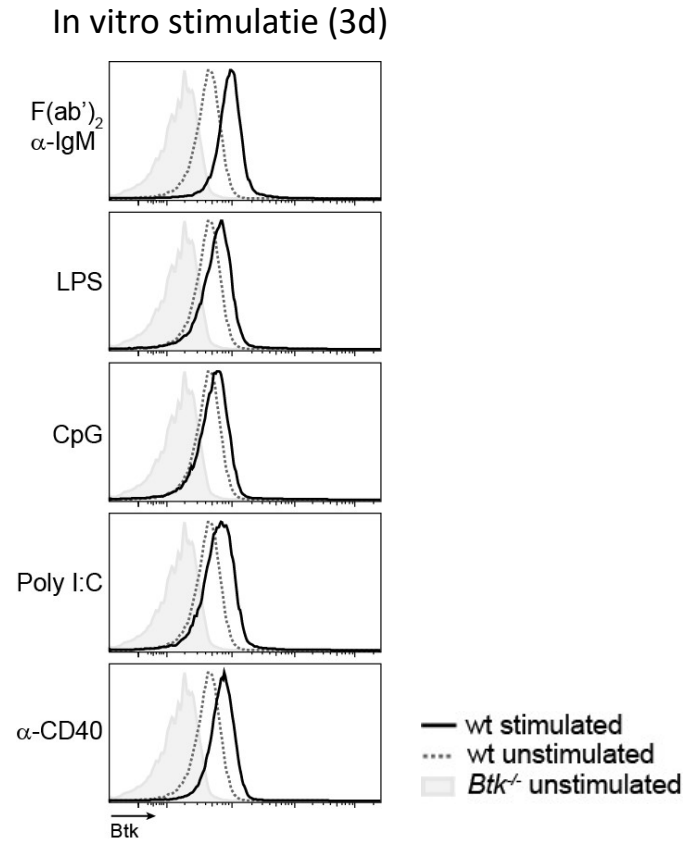 In vitro stimulatie (3d)
F(ab')₂
α-IgM
LPS
CpG
Poly I:C
α-CD40
Btk
wt stimulated
wt unstimulated
Btk⁻/⁻ unstimulated